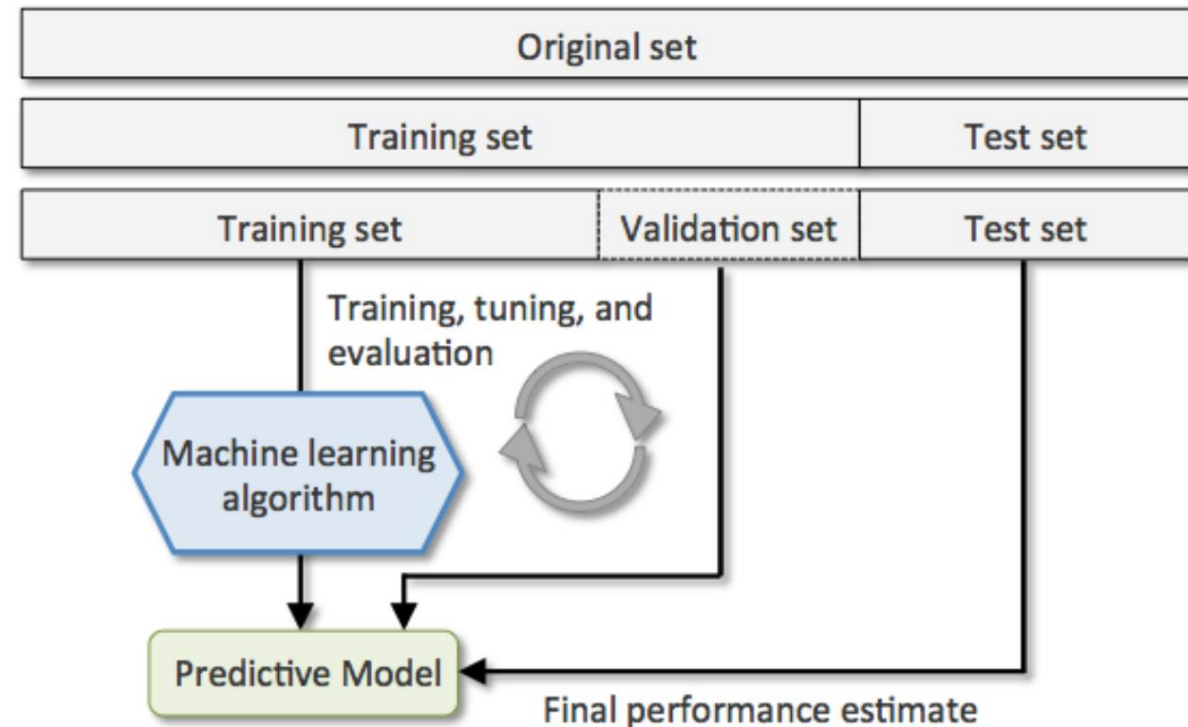 Original set
Training set
Test set
Training set
Validation set
Test set
Training, tuning, and
evaluation
Machine learning
algorithm
Predictive Model
Final performance estimate